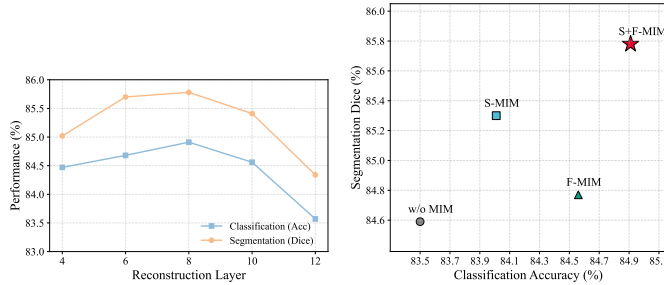 86.0
85.5
85.0
84.5
84.0
83.5
83.0
4
6
8
10
12
Performance (%)
Reconstruction Layer
Classification (Acc)
Segmentation (Dice)
86.0
85.8
85.6
85.4
85.2
85.0
84.8
84.6
Segmentation Dice (%)
S+F-MIM
S-MIM
F-MIM
w/o MIM
83.5
83.7
83.9
84.1
84.3
84.5
84.7
84.9
Classification Accuracy (%)